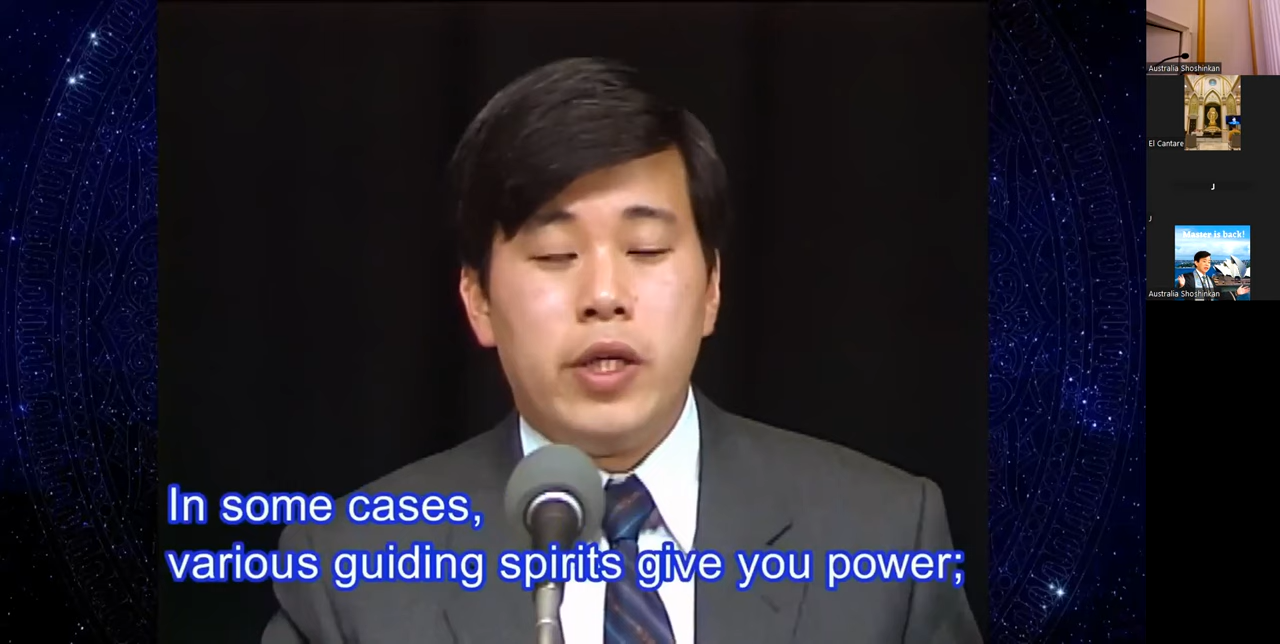 In some cases,
various guiding spirits give you power;
Australia Shoshinkan
El Cantare
J
J
Master is back!
Australia Shoshinkan